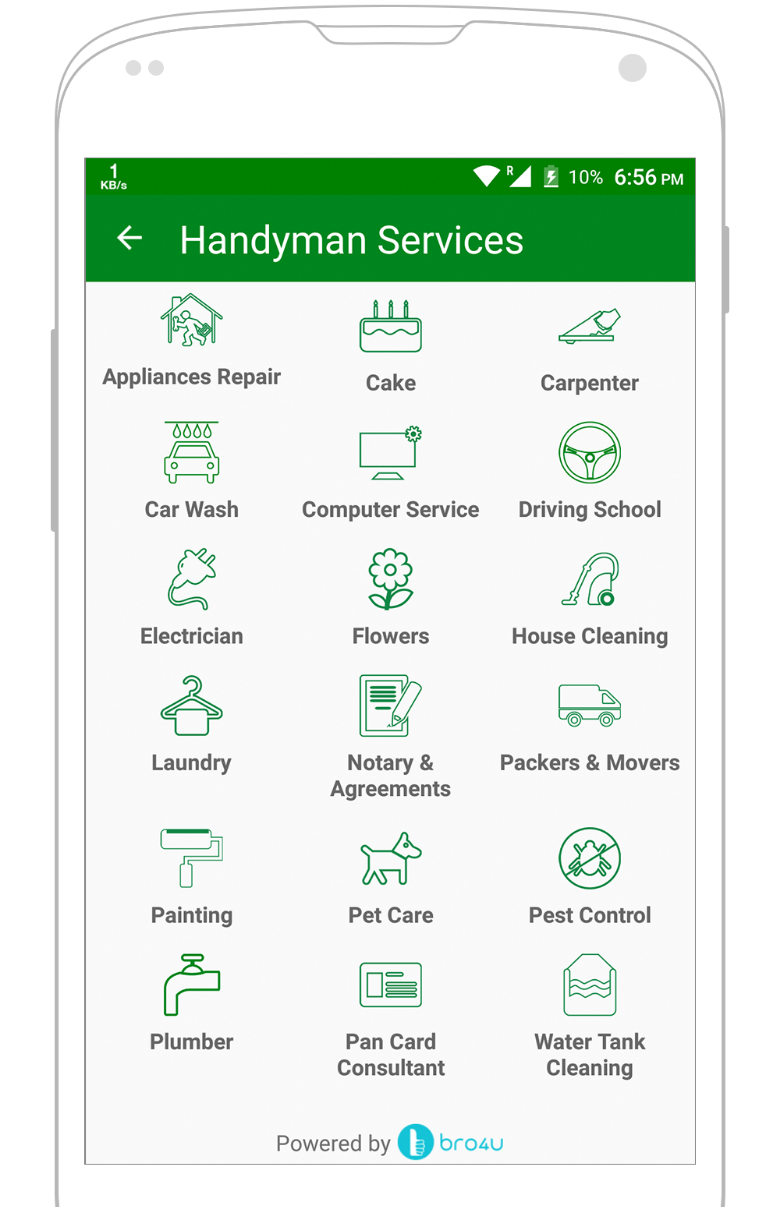 1
KB/s
R
10% 6:56 PM
Handyman Services
Appliances Repair
Cake
Carpenter
Car Wash
Computer Service
Driving School
Electrician
Flowers
House Cleaning
Laundry
Notary &
Agreements
Packers & Movers
Painting
Pet Care
Pest Control
Plumber
Pan Card
Consultant
Water Tank
Cleaning
Powered by bro4u